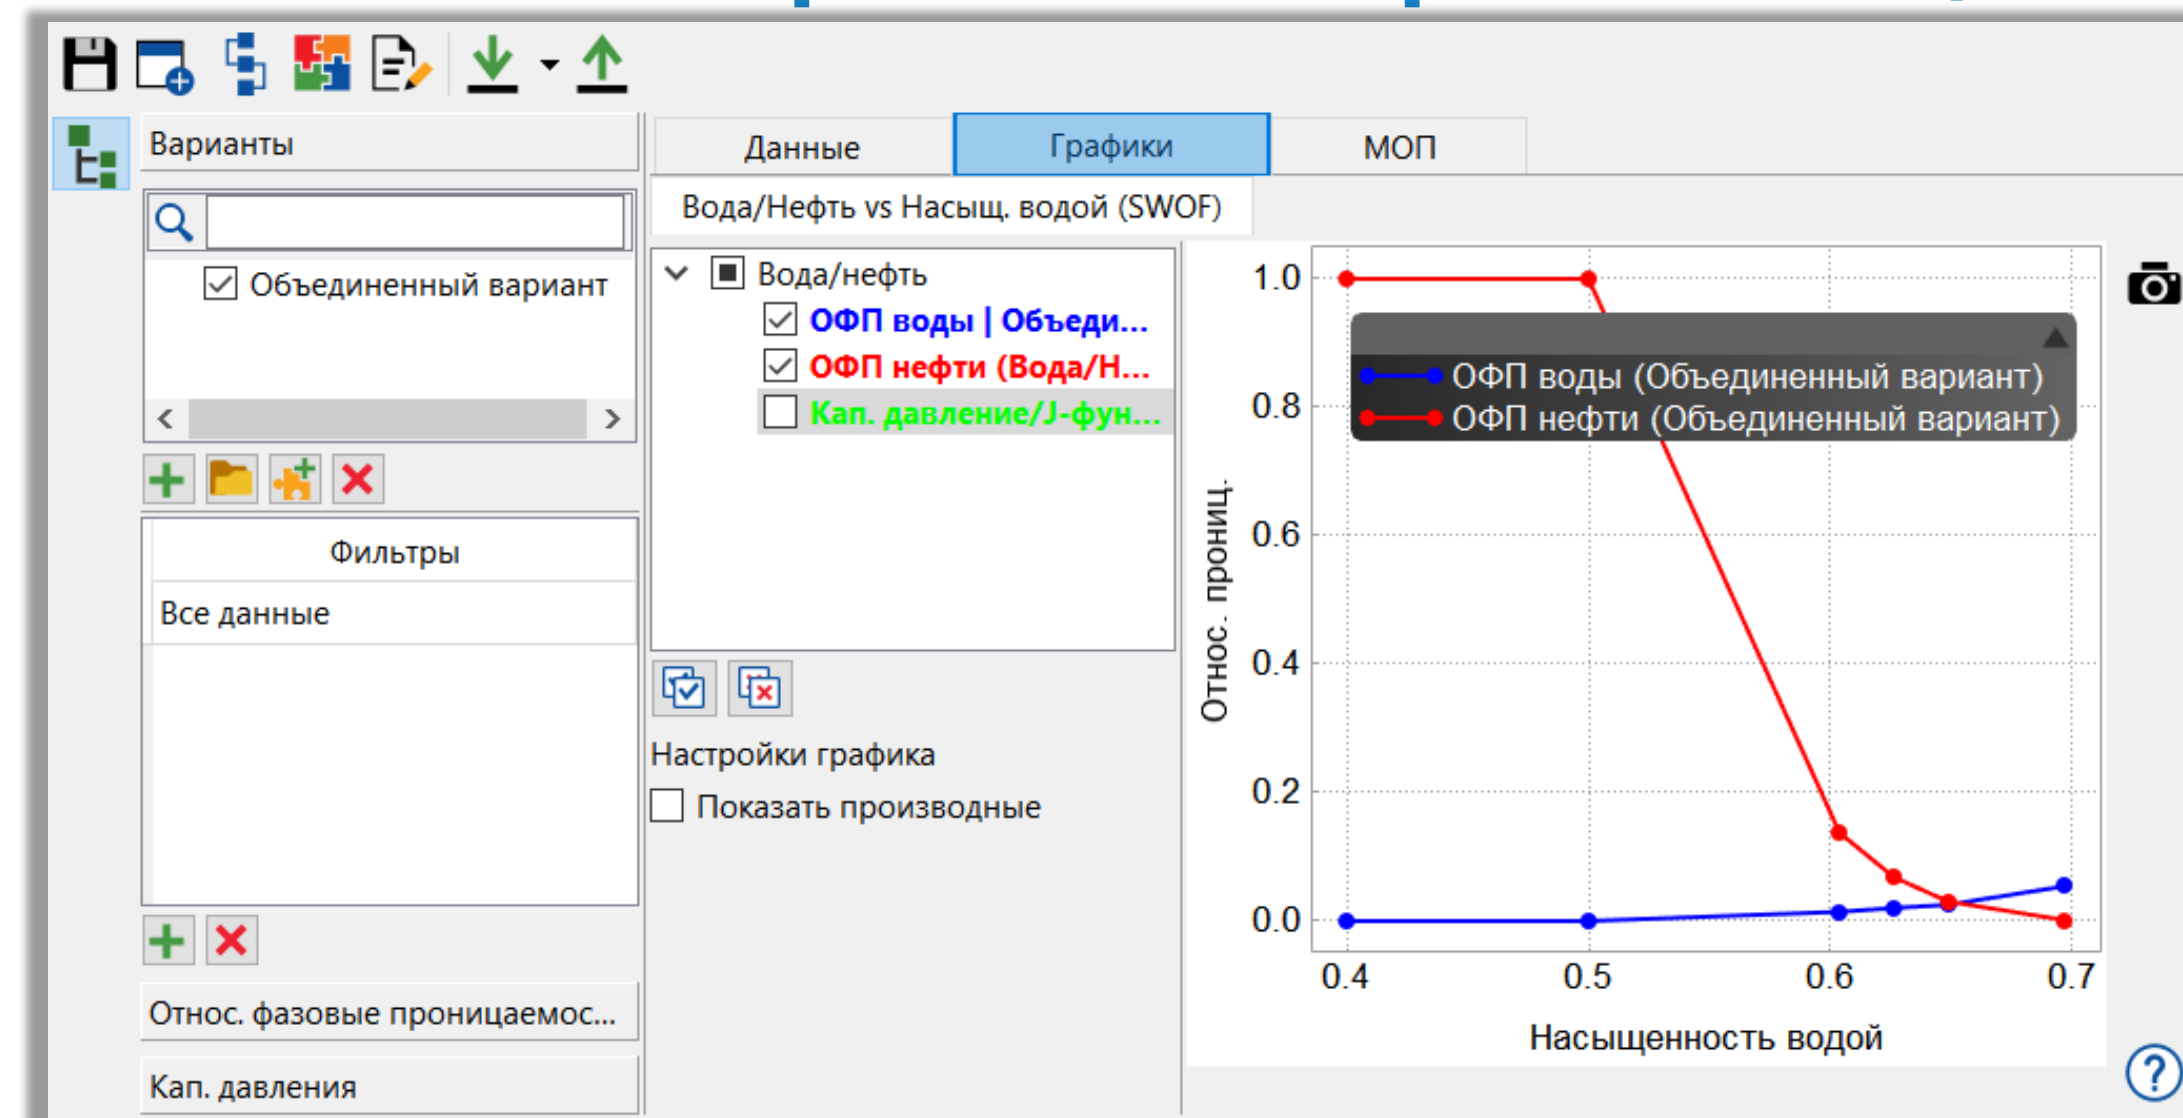 Варианты
Объединенный вариант
Фильтры
Все данные
Относ. фазовые проницаемос...
Кап. давления
Данные
Графики
МОП
Вода/Нефть vs Насыщ. водой (SWOF)
Вода/нефть
ОФП воды | Объеди...
ОФП нефти (Вода/Н...
Кап. давление/J-фун...
Настройки графика
Показать производные
Относ. прониц.
1.0
0.8
0.6
0.4
0.2
0.0
ОФП воды (Объединенный вариант)
ОФП нефти (Объединенный вариант)
0.4
0.5
0.6
0.7
Насыщенность водой